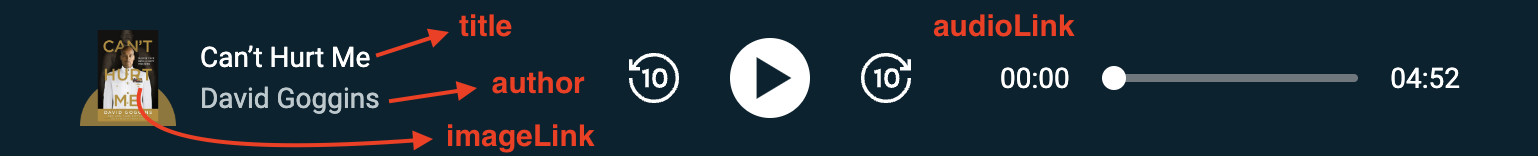 title
audioLink
CAN'T
HURT
ME
DAVID GOGGINS
Can't Hurt Me
David Goggins
author
imageLink
10
10
00:00
04:52